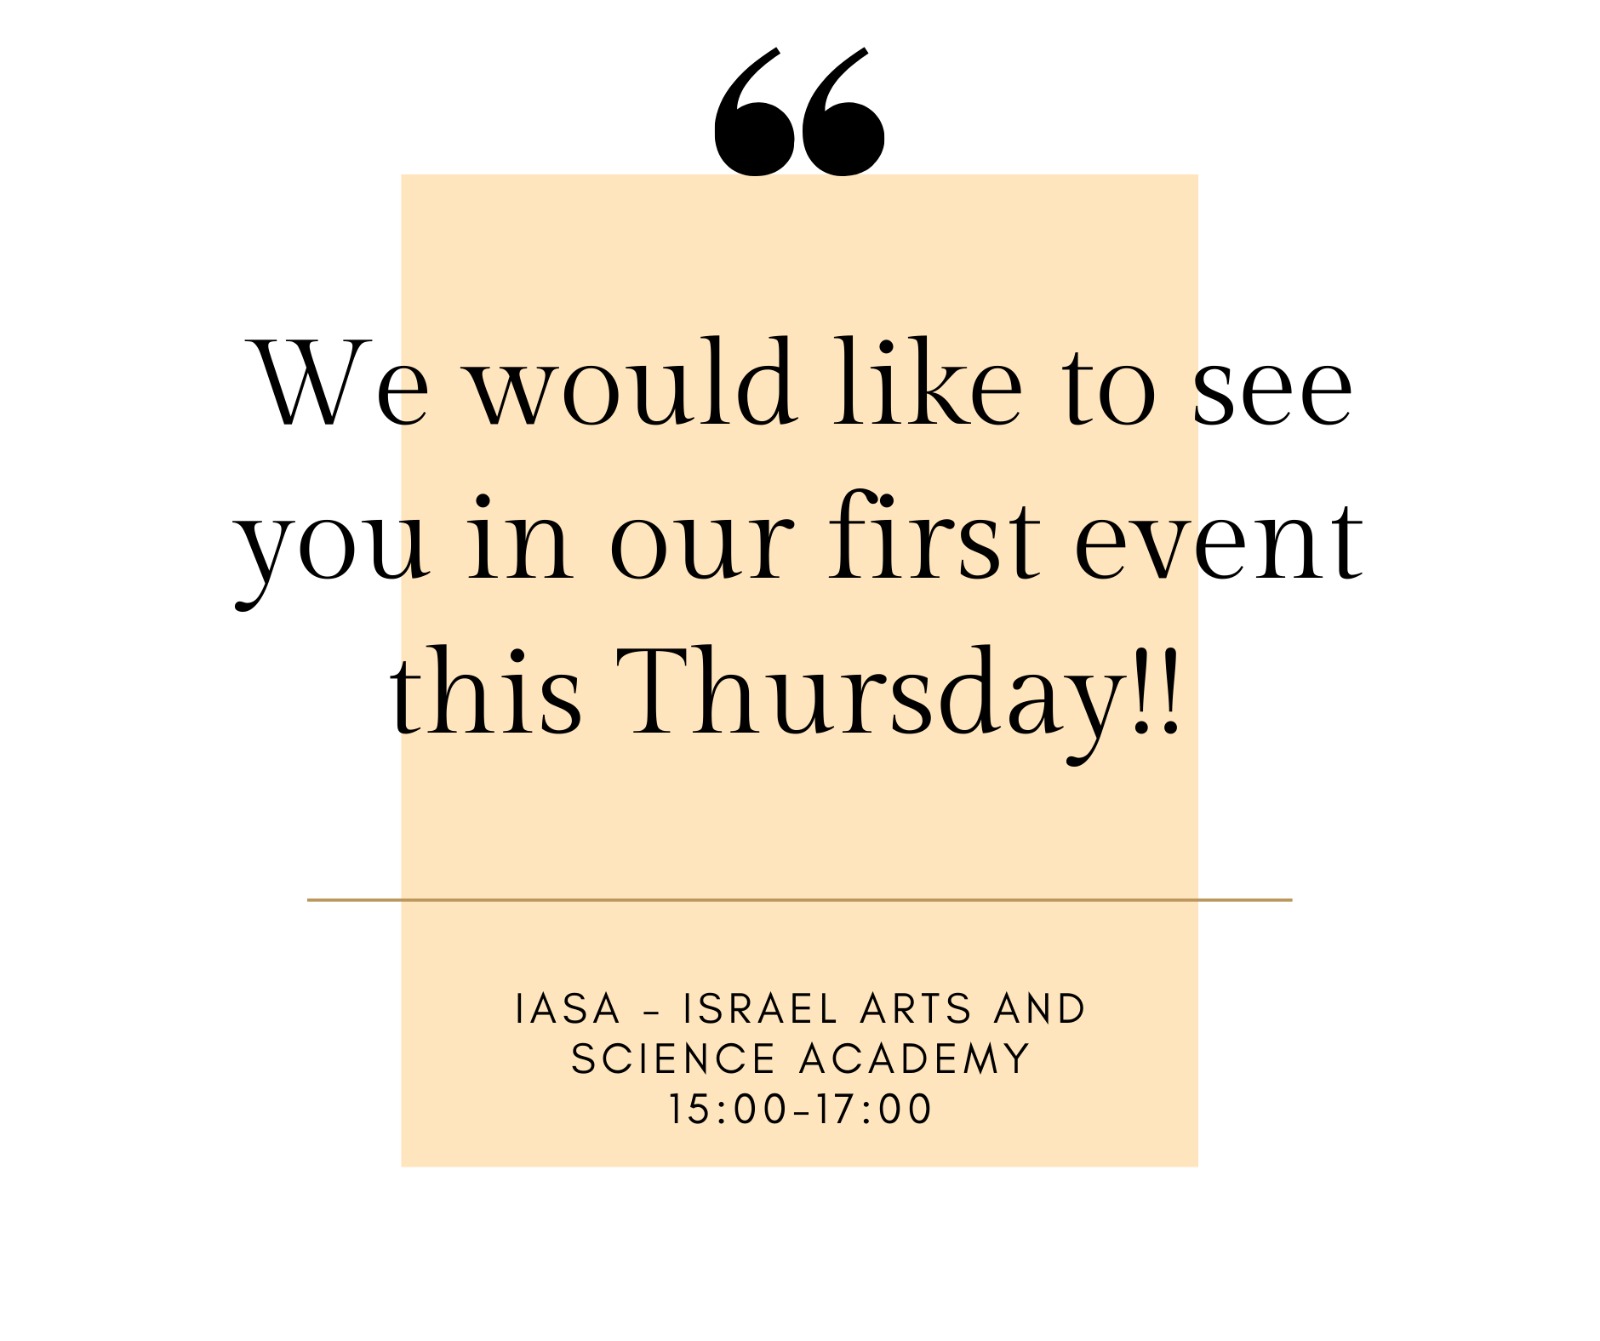 We would like to see
you in our first event
this Thursday!!
IASA – ISRAEL ARTS AND
SCIENCE ACADEMY
15:00–17:00